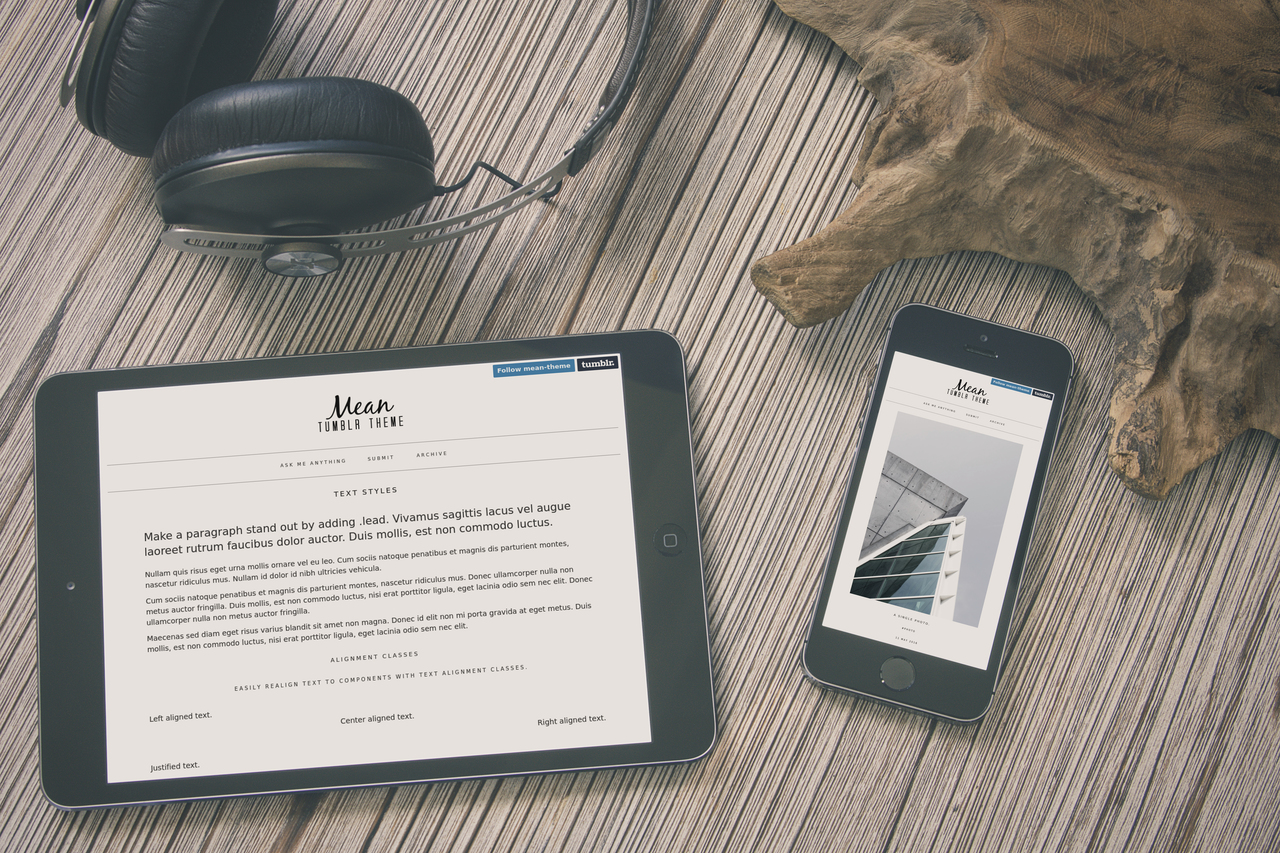 Follow mean-theme tumblr.
Mean
TUMBLR THEME
ASK ME ANYTHING SUBMIT ARCHIVE
TEXT STYLES
Make a paragraph stand out by adding .lead. Vivamus sagittis lacus vel augue
laoreet rutrum faucibus dolor auctor. Duis mollis, est non commodo luctus.
Nullam quis risus eget urna mollis ornare vel eu leo. Cum sociis natoque penatibus et magnis dis parturient montes,
nascetur ridiculus mus. Nullam id dolor id nibh ultricies vehicula.
Cum sociis natoque penatibus et magnis dis parturient montes, nascetur ridiculus mus. Donec ullamcorper nulla non
metus auctor fringilla. Duis mollis, est non commodo luctus, nisi erat porttitor ligula, eget lacinia odio sem nec elit. Donec
ullamcorper nulla non metus auctor fringilla.
Maecenas sed diam eget risus varius blandit sit amet non magna. Donec id elit non mi porta gravida at eget metus. Duis
mollis, est non commodo luctus, nisi erat porttitor ligula, eget lacinia odio sem nec elit.
ALIGNMENT CLASSES
EASILY REALIGN TEXT TO COMPONENTS WITH TEXT ALIGNMENT CLASSES.
Left aligned text. Center aligned text. Right aligned text.
Justified text.
Follow mean-theme tumblr.
Mean
TUMBLR THEME
ASK ME ANYTHING SUBMIT ARCHIVE
A SINGLE PHOTO.